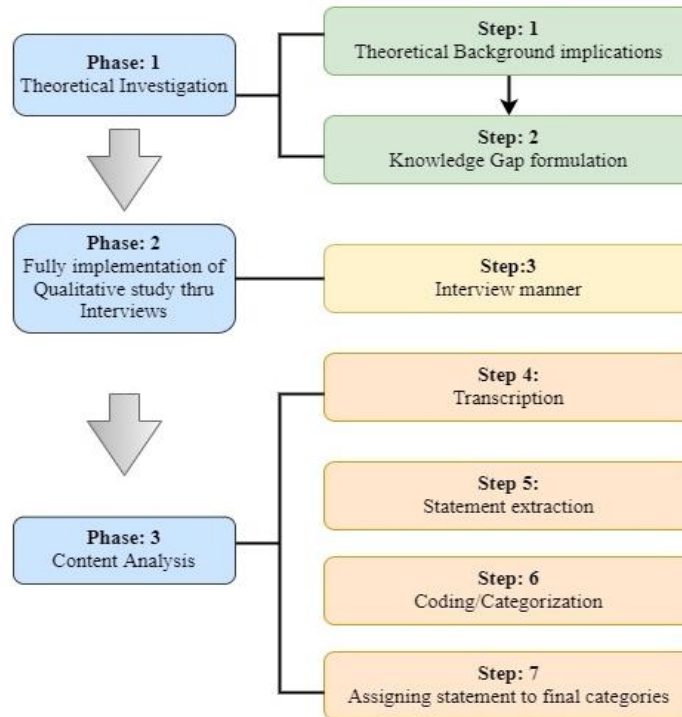 Phase: 1
Theoretical Investigation
Step: 1
Theoretical Background implications
Step: 2
Knowledge Gap formulation
Phase: 2
Fully implementation of
Qualitative study thru
Interviews
Step:3
Interview manner
Phase: 3
Content Analysis
Step 4:
Transcription
Step 5:
Statement extraction
Step: 6
Coding/Categorization
Step: 7
Assigning statement to final categories